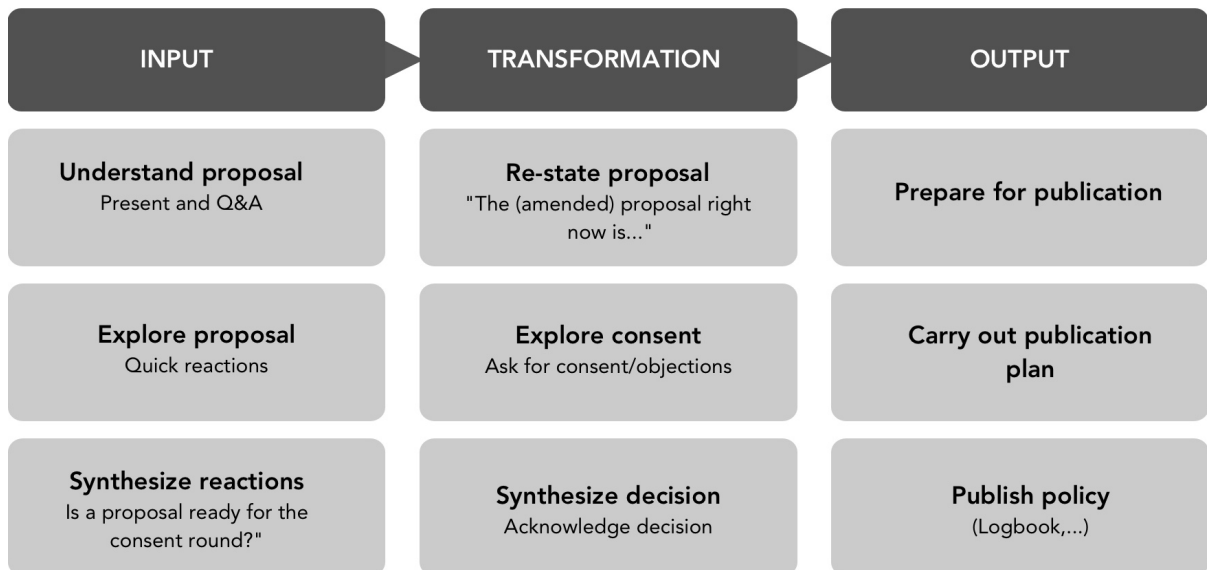 INPUT
TRANSFORMATION
OUTPUT
Understand proposal
Present and Q&A
Re-state proposal
"The (amended) proposal right
now is..."
Prepare for publication
Explore proposal
Quick reactions
Explore consent
Ask for consent/objections
Carry out publication
plan
Synthesize reactions
Is a proposal ready for the
consent round?"
Synthesize decision
Acknowledge decision
Publish policy
(Logbook,...)